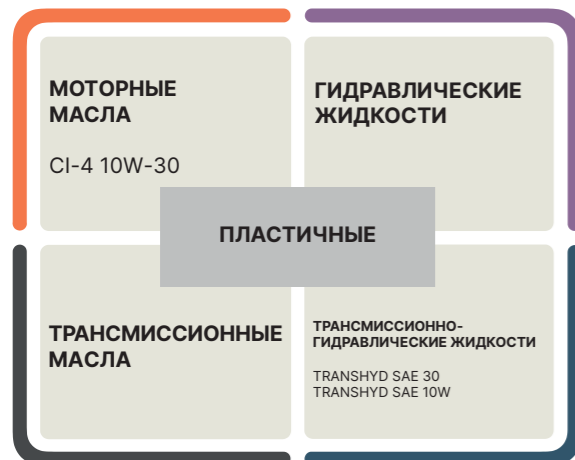 МОТОРНЫЕ
МАСЛА
CI-4 10W-30
ГИДРАВЛИЧЕСКИЕ
ЖИДКОСТИ
ПЛАСТИЧНЫЕ
ТРАНСМИССИОННЫЕ
МАСЛА
ТРАНСМИССИОННО-
ГИДРАВЛИЧЕСКИЕ ЖИДКОСТИ
TRANSHYD SAE 30
TRANSHYD SAE 10W